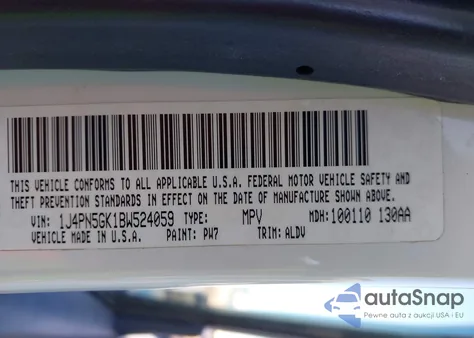 THIS VEHICLE CONFORMS TO ALL APPLICABLE U.S.A. FEDERAL MOTOR VEHICLE SAFETY AND
THEFT PREVENTION STANDARDS IN EFFECT ON THE DATE OF MANUFACTURE SHOWN ABOVE.
VIN: 1J4PN5GK1BW524059 TYPE: MPV MDH: 100110 130AA
VEHICLE MADE IN U.S.A. PAINT: PW7 TRIM: ALDV
autoSnap
Pewne auta z aukcji USA i EU